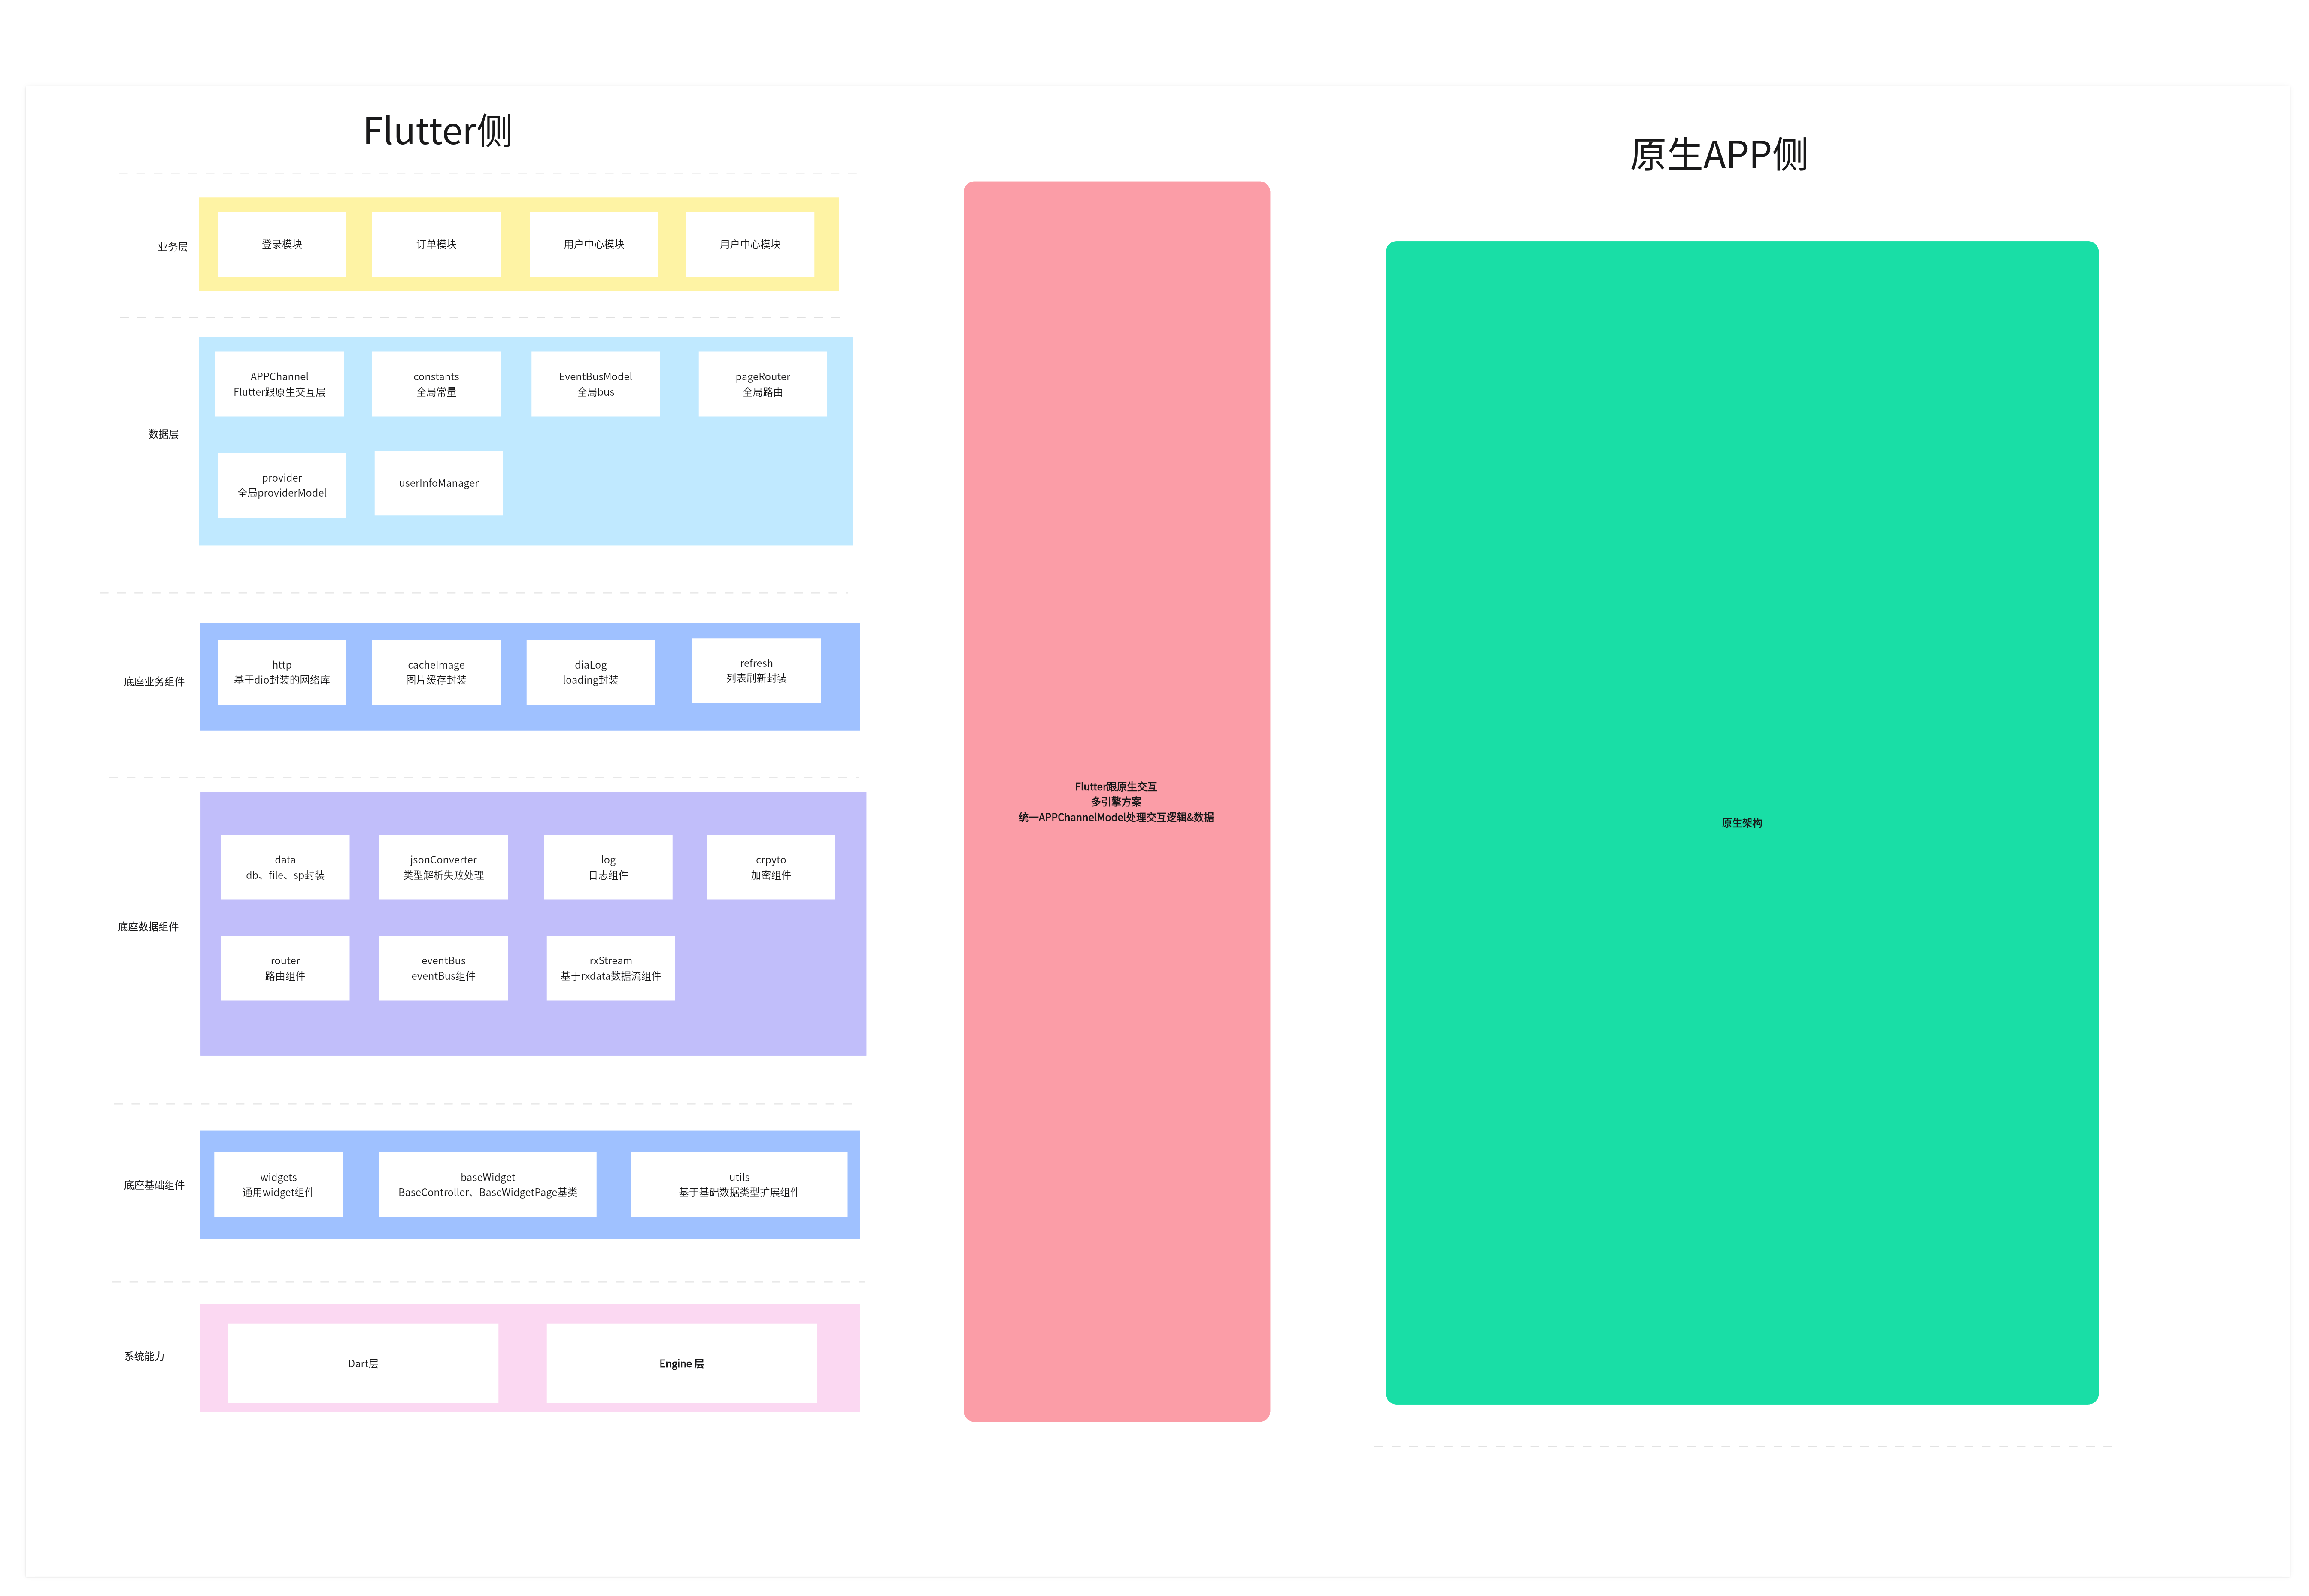 Flutter侧
业务层
登录模块
订单模块
用户中心模块
用户中心模块
数据层
APPChannel
Flutter跟原生交互层
constants
全局常量
EventBusModel
全局bus
pageRouter
全局路由
provider
全局providerModel
userInfoManager
底座业务组件
http
基于dio封装的网络库
cacheImage
图片缓存封装
diaLog
loading封装
refresh
列表刷新封装
底座数据组件
data
db、file、sp封装
jsonConverter
类型解析失败处理
log
日志组件
crpyto
加密组件
router
路由组件
eventBus
eventBus组件
rxStream
基于rxdata数据流组件
底座基础组件
widgets
通用widget组件
baseWidget
BaseController、BaseWidgetPage基类
utils
基于基础数据类型扩展组件
系统能力
Dart层
Engine 层
Flutter跟原生交互
多引擎方案
统一APPChannelModel处理交互逻辑&数据
原生APP侧
原生架构